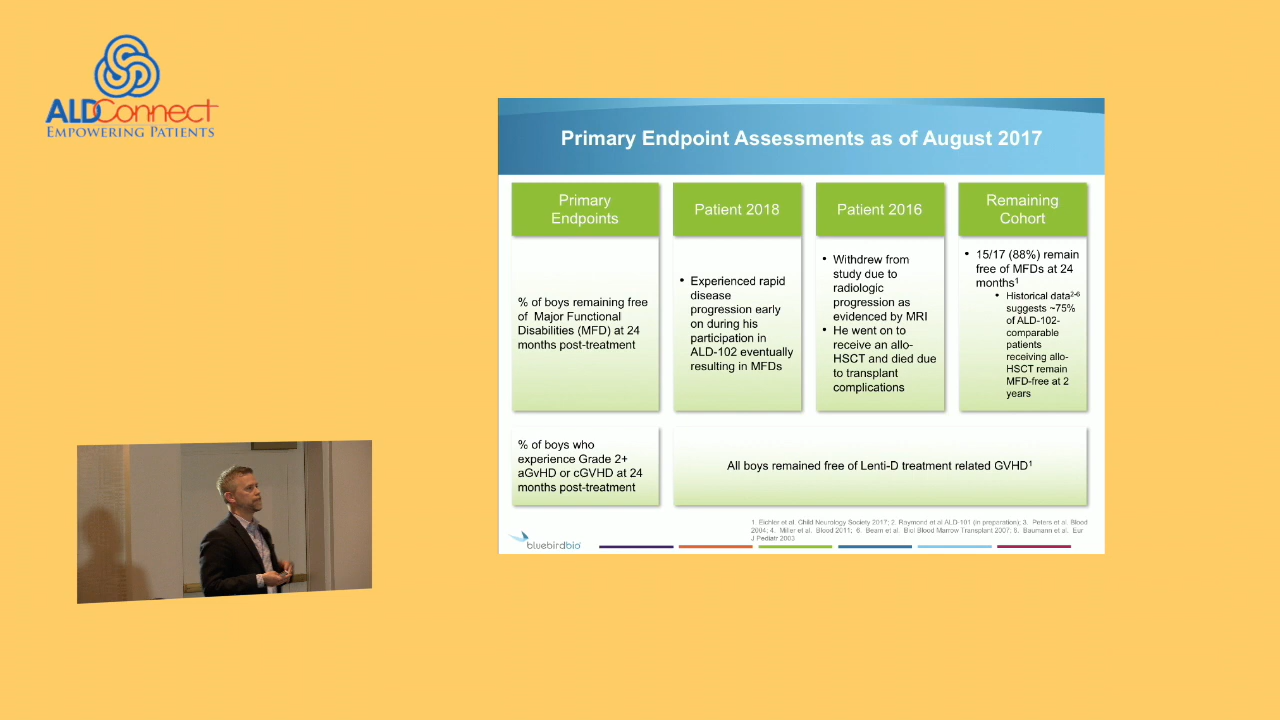 ALDConnect
EMPOWERING PATIENTS
Primary Endpoint Assessments as of August 2017
Primary
Endpoints
Patient 2018
Patient 2016
Remaining
Cohort
% of boys remaining free
of Major Functional
Disabilities (MFD) at 24
months post-treatment
• Experienced rapid
disease
progression early
on during his
participation in
ALD-102 eventually
resulting in MFDs
• Withdrew from
study due to
radiologic
progression as
evidenced by MRI
• He went on to
receive an allo-
HSCT and died due
to transplant
complications
• 15/17 (88%) remain
free of MFDs at 24
months¹
• Historical data²⁻⁶
suggests ~75%
of ALD-102-
comparable
patients
receiving allo-
HSCT remain
MFD-free at 2
years
% of boys who
experience Grade 2+
aGvHD or cGVHD at 24
months post-treatment
All boys remained free of Lenti-D treatment related GVHD¹
1. Eichler et al. Child Neurology Society 2017; 2. Raymond et al ALD-101 (in preparation); 3. Peters et al. Blood
2004; 4. Miller et al. Blood 2011; 6. Beam et al. Biol Blood Marrow Transplant 2007; 6. Baumann et al. Eur
J Pediatr 2003
bluebirdbio